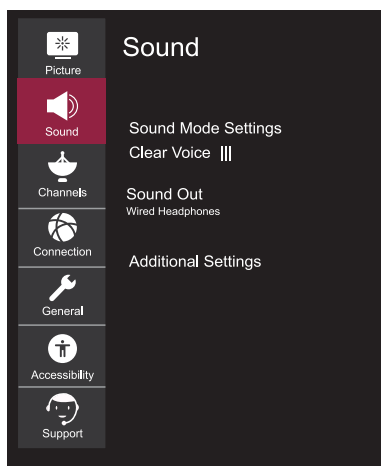 Picture
Sound
Channels
Connection
General
Accessibility
Support
Sound
Sound Mode Settings
Clear Voice III
Sound Out
Wired Headphones
Additional Settings